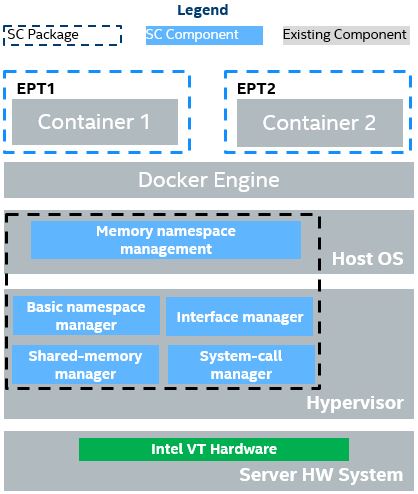 Legend
SC Package
SC Component
Existing Component
EPT1
EPT2
Container 1
Container 2
Docker Engine
Memory namespace
management
Host OS
Basic namespace
manager
Interface manager
Shared-memory
manager
System-call
manager
Hypervisor
Intel VT Hardware
Server HW System